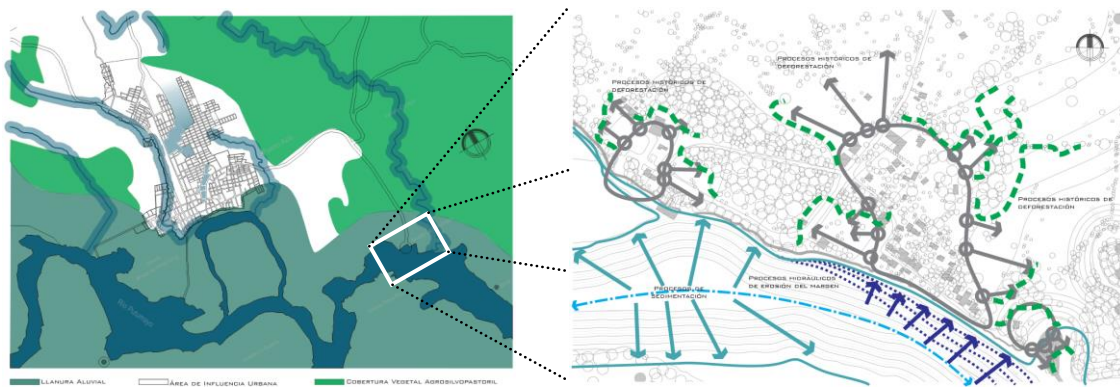 Procesos históricos de
deforestación
Procesos históricos de
deforestación
Procesos históricos de
deforestación
Procesos de
sedimentación
Procesos hidráulicos
de erosión del margen
Llanura Aluvial
Área de Influencia Urbana
Cobertura Vegetal Agrosilvopastoril